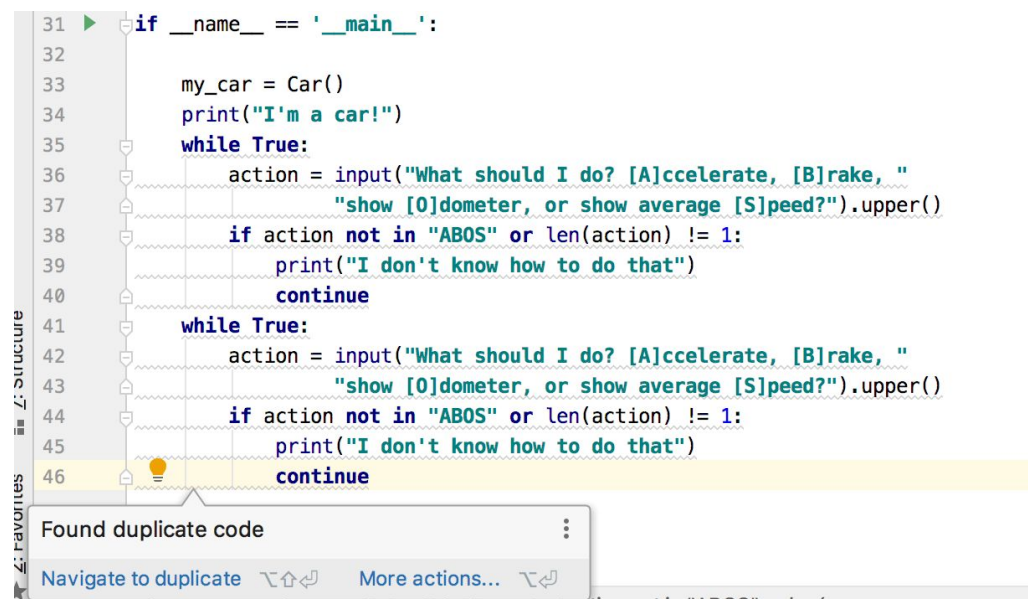 31 if __name__ == '__main__':
32
33 my_car = Car()
34 print("I'm a car!")
35 while True:
36 action = input("What should I do? [A]ccelerate, [B]rake, "
37 "show [O]dometer, or show average [S]peed?").upper()
38 if action not in "ABOS" or len(action) != 1:
39 print("I don't know how to do that")
40 continue
41 while True:
42 action = input("What should I do? [A]ccelerate, [B]rake, "
43 "show [O]dometer, or show average [S]peed?").upper()
44 if action not in "ABOS" or len(action) != 1:
45 print("I don't know how to do that")
46 continue
Z: Structure
2: Favorites
Found duplicate code
Navigate to duplicate ⌥⇧⏎ More actions... ⌥⏎